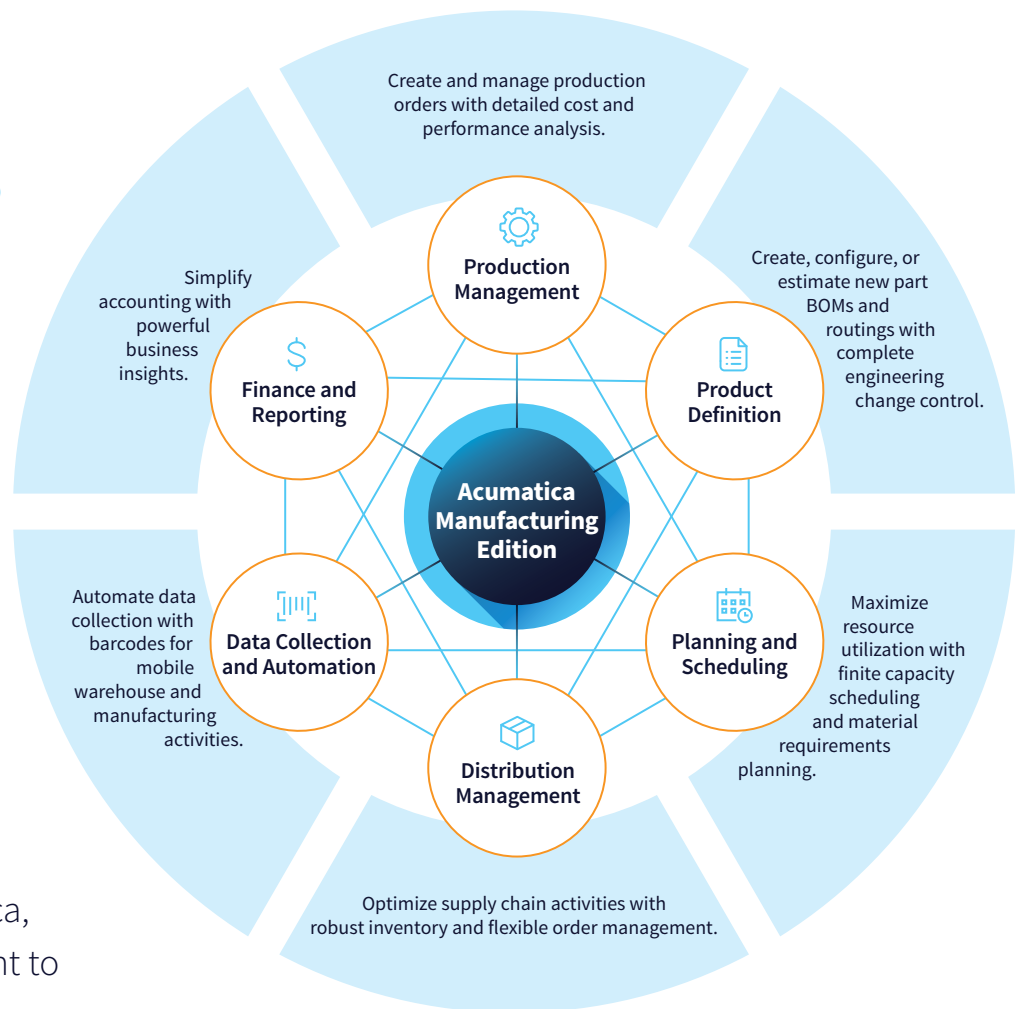 Create and manage production
orders with detailed cost and
performance analysis.
Production
Management
Create, configure, or
estimate new part
BOMs and
routings with
complete
engineering
change control.
Simplify
accounting with
powerful
business
insights.
Finance and
Reporting
Product
Definition
Acumatica
Manufacturing
Edition
Automate data
collection with
barcodes for
mobile
warehouse and
manufacturing
activities.
Data Collection
and Automation
Planning and
Scheduling
Maximize
resource
utilization with
finite capacity
scheduling
and material
requirements
planning.
Distribution
Management
Optimize supply chain activities with
robust inventory and flexible order management.
to